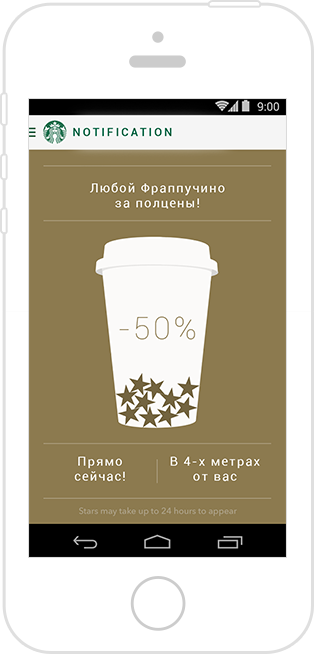 9:00
NOTIFICATION
Любой Фраппучино
за полцены!
-50%
Прямо
сейчас!
В 4-х метрах
от вас
Stars may take up to 24 hours to appear